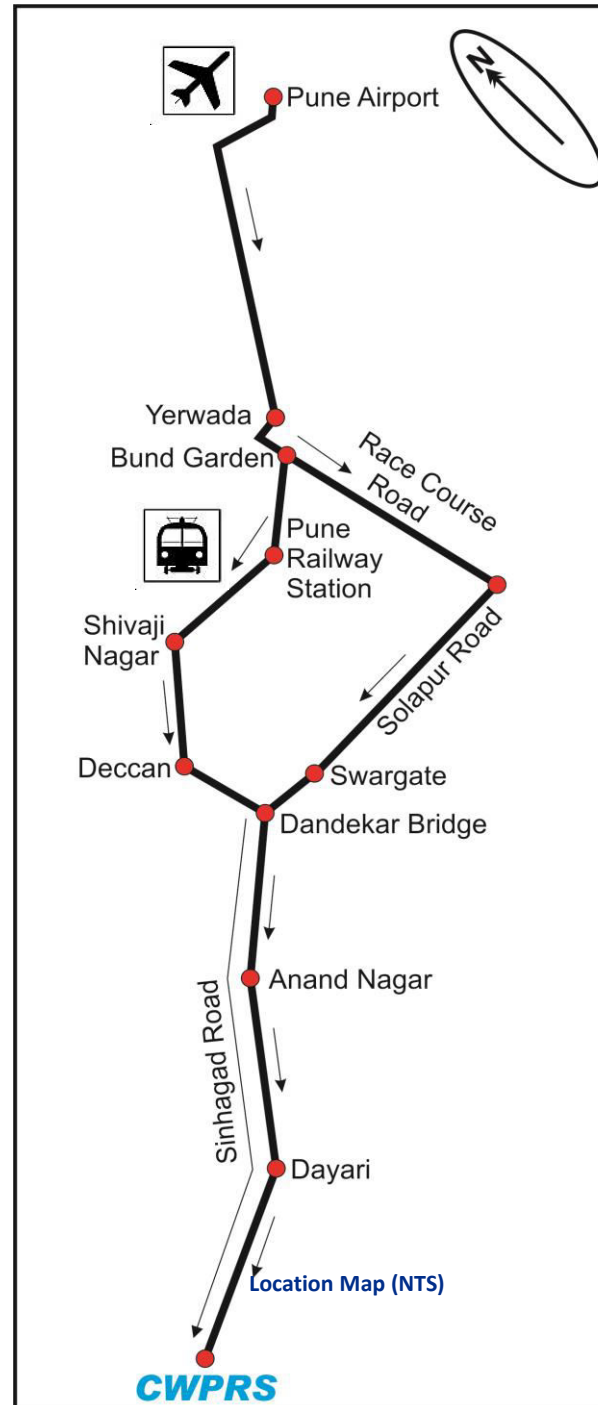 N
Pune Airport
Yerwada
Bund Garden
Race Course
Road
Pune
Railway
Station
Shivaji
Nagar
Solapur Road
Deccan
Swargate
Dandekar Bridge
Anand Nagar
Sinhagad Road
Dayari
Location Map (NTS)
CWPRS